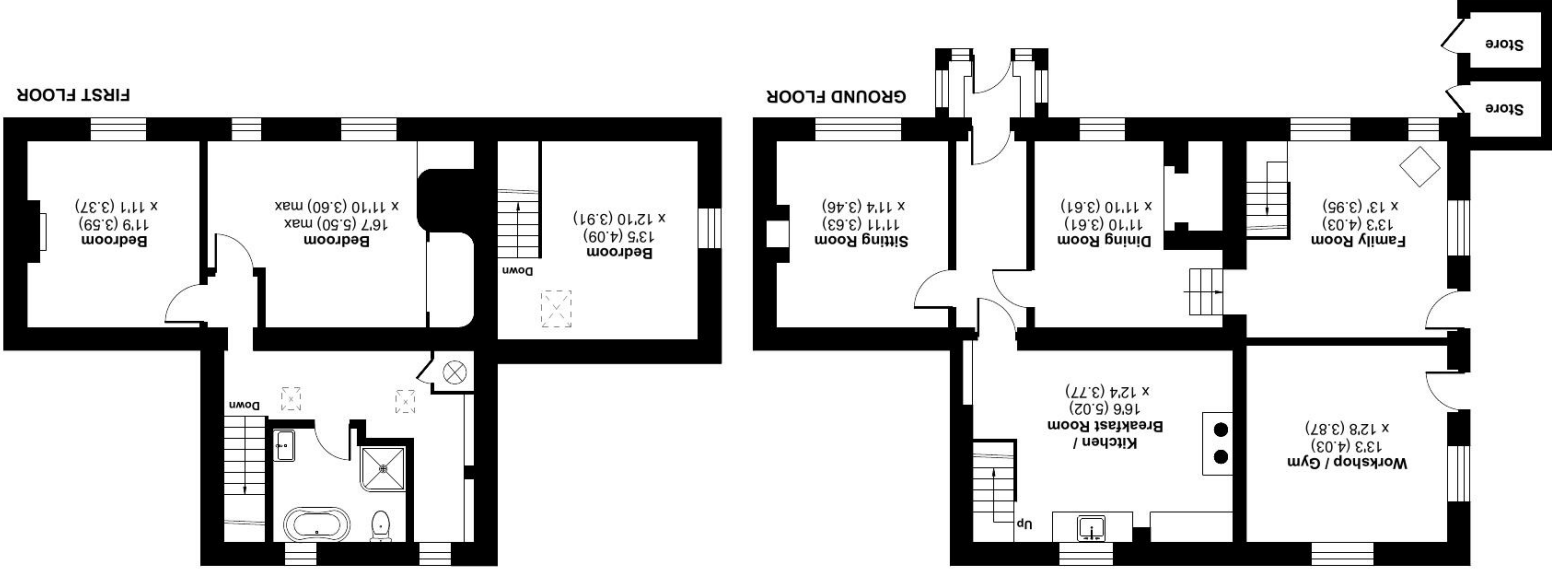 Store
Store
Workshop / Gym
13'3 (4.03)
x 12'8 (3.87)
Up
Kitchen /
Breakfast Room
16'6 (5.02)
x 12'4 (3.77)
Family Room
13'3 (4.03)
x 13' (3.95)
Dining Room
11'10 (3.61)
x 11'10 (3.61)
Sitting Room
11'11 (3.63)
x 11'4 (3.46)
GROUND FLOOR
Down
Down
Bedroom
13'5 (4.09)
x 12'10 (3.91)
Bedroom
16'7 (5.50) max
x 11'10 (3.60) max
Bedroom
11'9 (3.59)
x 11'1 (3.37)
FIRST FLOOR